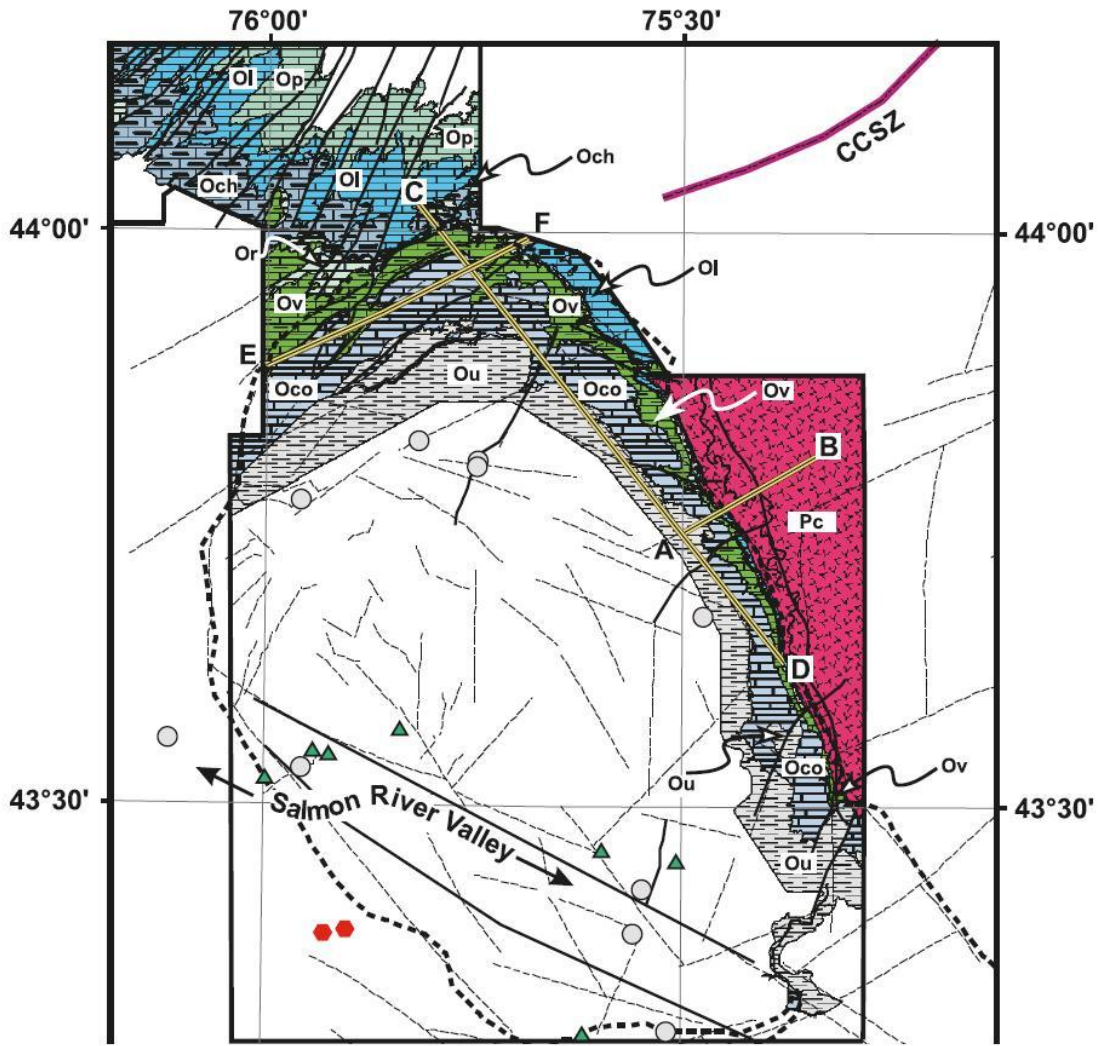 76°00'
75°30'
Ol
Op
Op
CCSZ
Och
Och
Ol
C
44°00'
F
44°00'
Or
Ol
Ov
Ov
E
Oco
Ou
Oco
Ov
B
Pc
A
D
Ou
Oco
Ov
43°30'
Salmon River Valley
43°30'
Ou